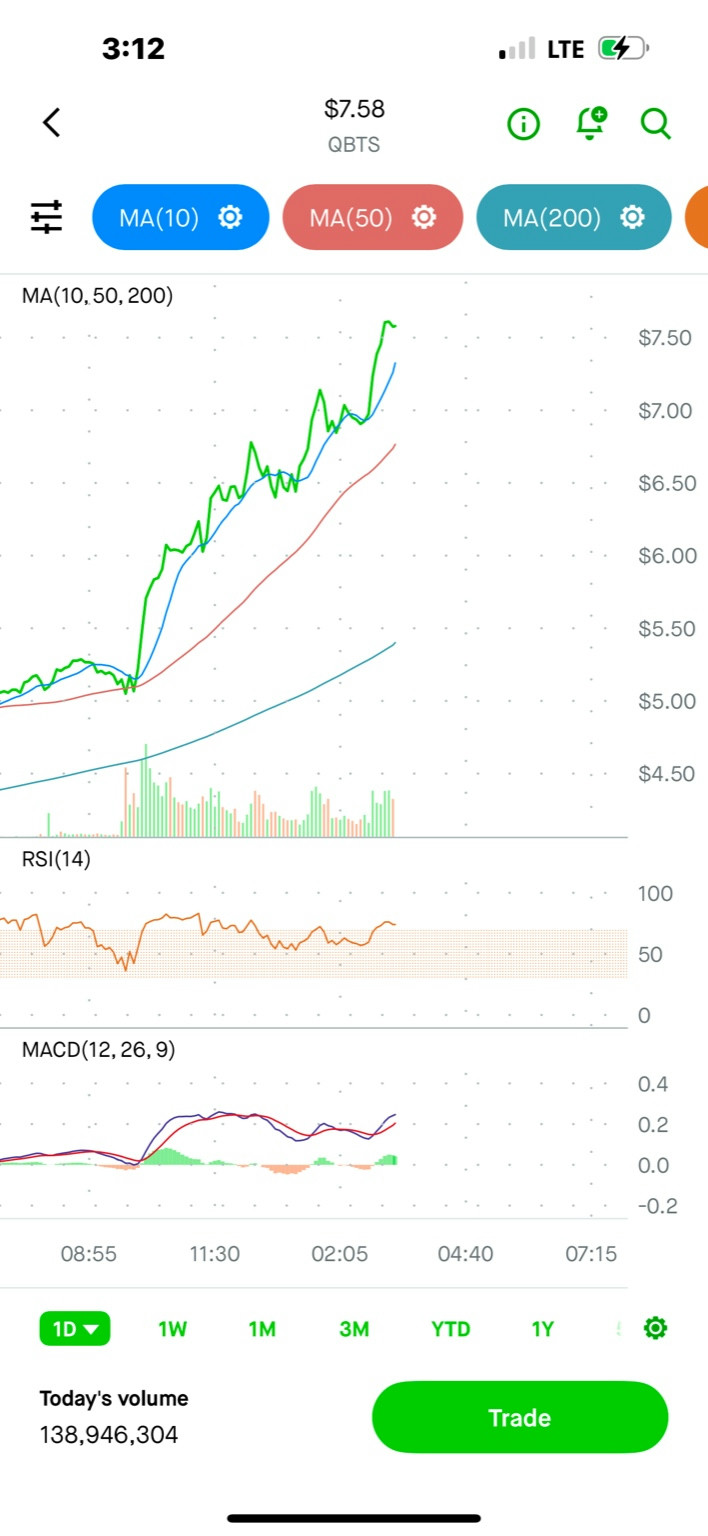 3:12 LTE
$7.58
QBTS
MA(10) MA(50) MA(200)
MA(10,50,200)
$7.50
$7.00
$6.50
$6.00
$5.50
$5.00
$4.50
RSI(14)
100
50
0
MACD(12,26,9)
0.4
0.2
0.0
-0.2
08:55 11:30 02:05 04:40 07:15
1D 1W 1M 3M YTD 1Y
Today's volume
138,946,304
Trade